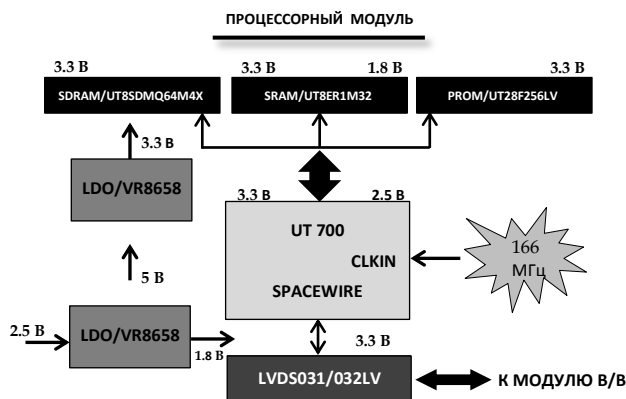 ПРОЦЕССОРНЫЙ МОДУЛЬ
3.3 В
3.3 В
1.8 В
3.3 В
SDRAM/UT8SDMQ64M4X
SRAM/UT8ER1M32
PROM/UT28F256LV
3.3 В
LDO/VR8658
3.3 В
2.5 В
UT 700
CLKIN
SPACEWIRE
166
МГц
5 В
2.5 В
LDO/VR8658
1.8 В
3.3 В
LVDS031/032LV
К МОДУЛЮ В/В